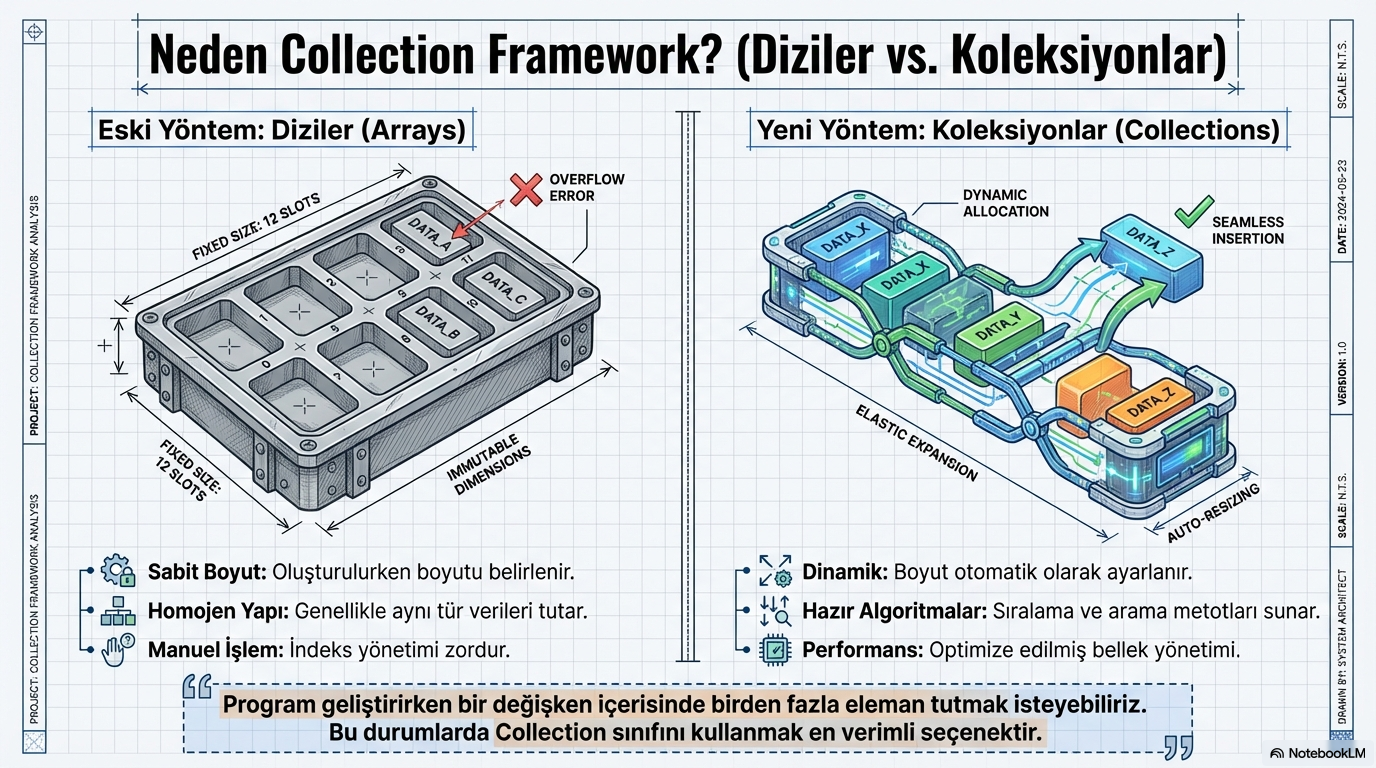 Neden Collection Framework? (Diziler vs. Koleksiyonlar)
Eski Yöntem: Diziler (Arrays)
FIXED SIZE: 12 SLOTS
OVERFLOW
ERROR
DATA_A
DATA_C
DATA_B
FIXED SIZE:
12 SLOTS
IMMUTABLE
DIMENSIONS
Sabit Boyut: Oluşturulurken boyutu belirlenir.
Homojen Yapı: Genellikle aynı tür verileri tutar.
Manuel İşlem: İndeks yönetimi zordur.
Yeni Yöntem: Koleksiyonlar (Collections)
DYNAMIC
ALLOCATION
SEAMLESS
INSERTION
DATA_X
DATA_X
DATA_Y
DATA_Z
DATA_Z
ELASTIC EXPANSION
AUTO-RESIZING
Dinamik: Boyut otomatik olarak ayarlanır.
Hazır Algoritmalar: Sıralama ve arama metotları sunar.
Performans: Optimize edilmiş bellek yönetimi.
Program geliştirirken bir değişken içerisinde birden fazla eleman tutmak isteyebiliriz.
Bu durumlarda Collection sınıfını kullanmak en verimli seçenektir.
PROJECT: COLLECTION FRAMEWORK ANALYSIS
PROJECT: COLLECTION FRAMEWORK ANALYSIS
SCALE: N.T.S.
DATE: 2024-05-23
VERSION: 1.0
SCALE: N.T.S.
DRAWN BY: SYSTEM ARCHITECT
NotebookLM